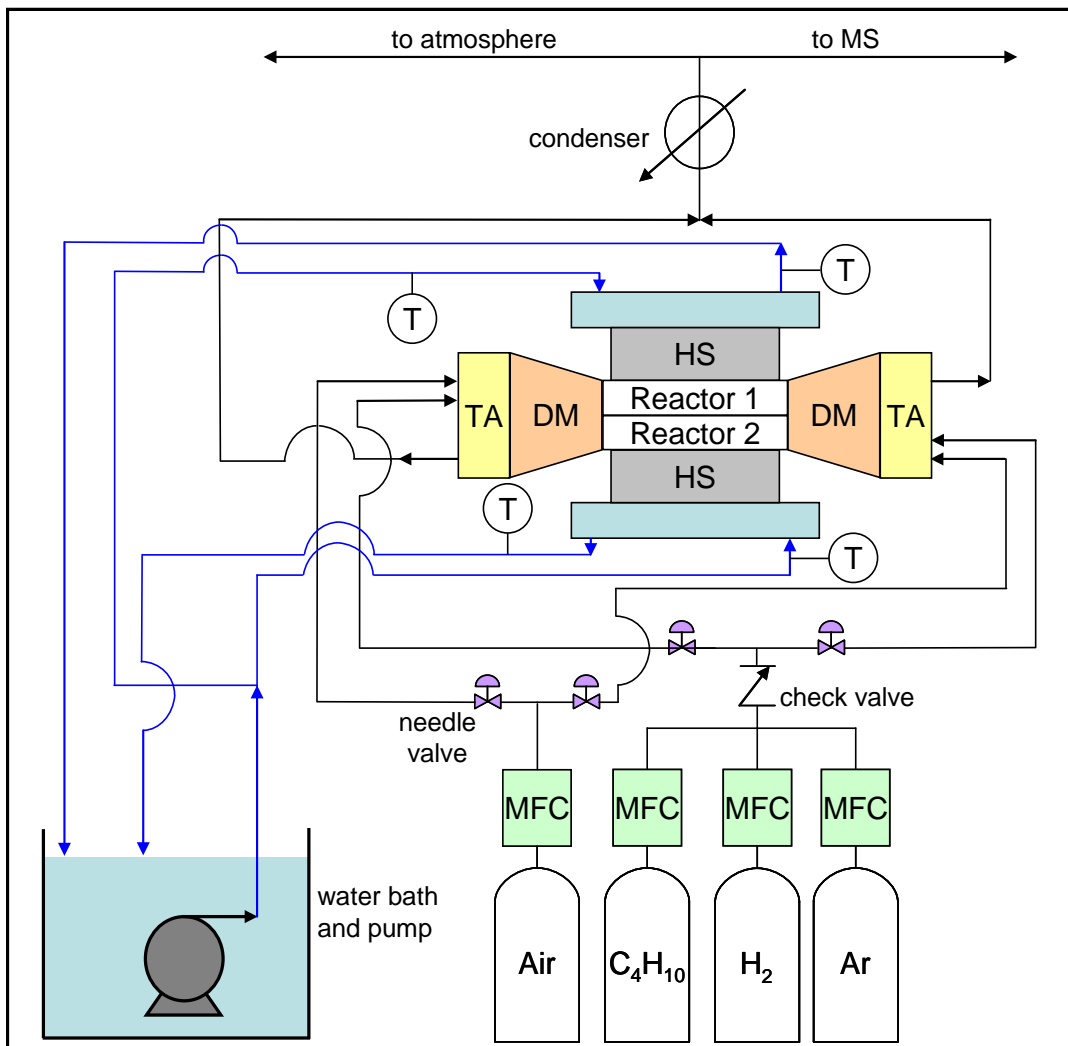 to atmosphere
to MS
condenser
T
T
HS
TA
DM
Reactor 1
DM
TA
Reactor 2
HS
T
T
needle
valve
check valve
MFC
MFC
MFC
MFC
water bath
and pump
Air
C₄H₁₀
H₂
Ar